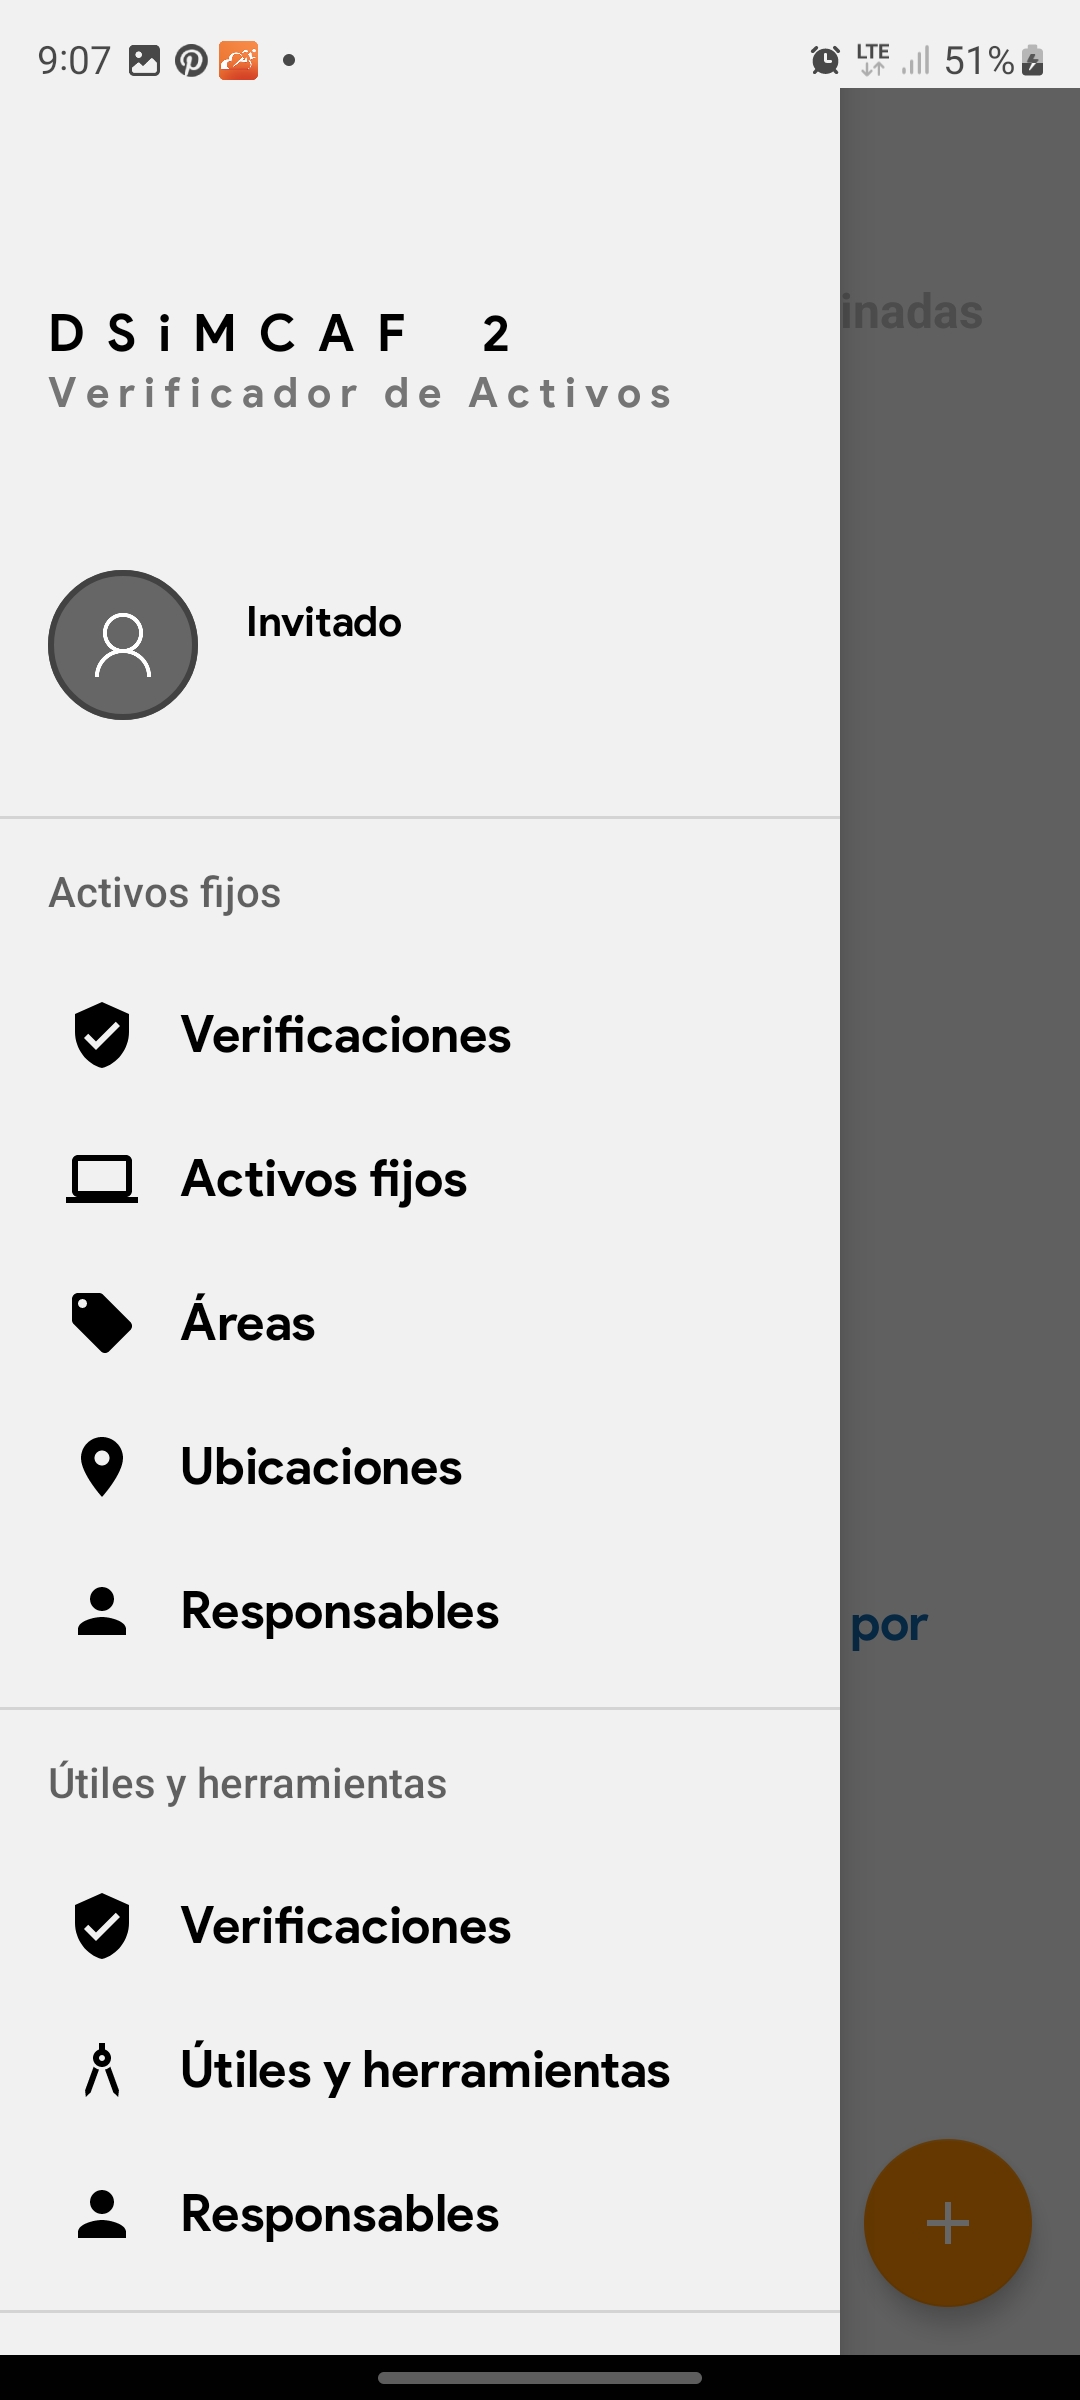 9:07
LTE 51%
DSiMCAF 2
inadas
Verificador de Activos
Invitado
Activos fijos
Verificaciones
Activos fijos
Áreas
Ubicaciones
Responsables
por
Útiles y herramientas
Verificaciones
Útiles y herramientas
Responsables